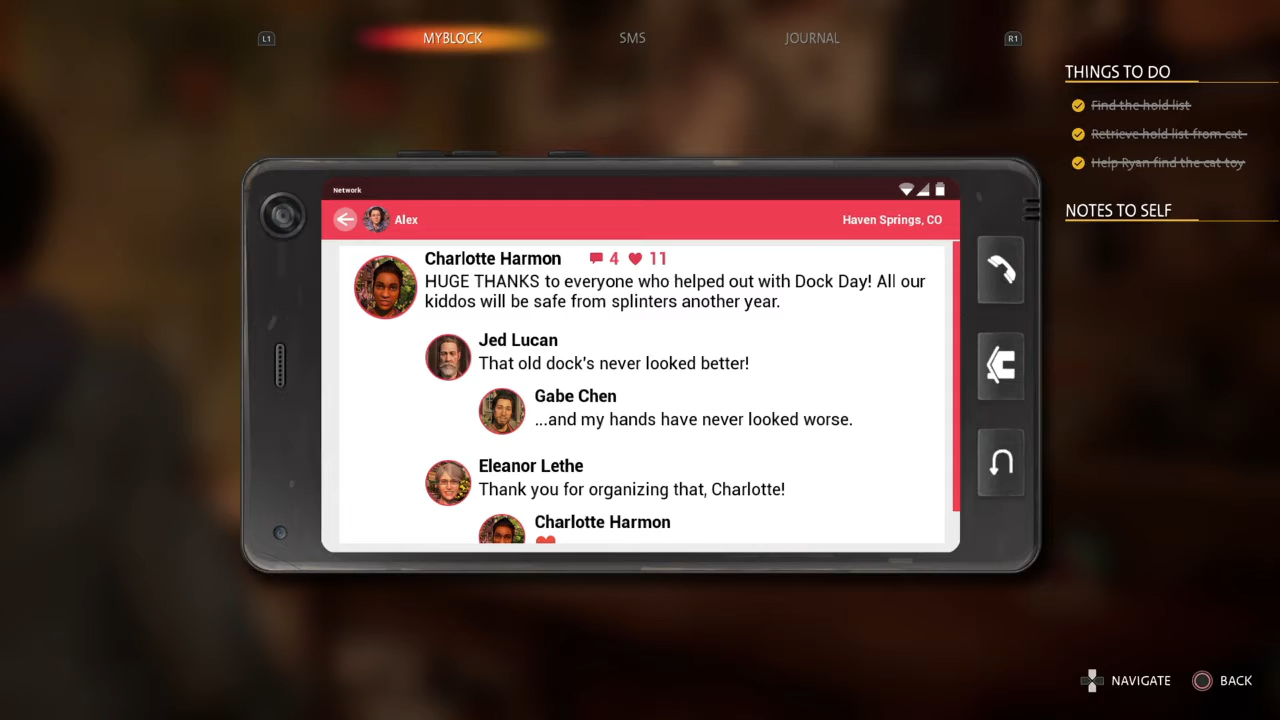 L1
MYBLOCK
SMS
JOURNAL
R1
THINGS TO DO
Find the hold list
Retrieve hold list from cat
Help Ryan find the cat toy
NOTES TO SELF
Network
Alex
Haven Springs, CO
Charlotte Harmon 4 11
HUGE THANKS to everyone who helped out with Dock Day! All our
kiddos will be safe from splinters another year.
Jed Lucan
That old dock's never looked better!
Gabe Chen
...and my hands have never looked worse.
Eleanor Lethe
Thank you for organizing that, Charlotte!
Charlotte Harmon
NAVIGATE
BACK